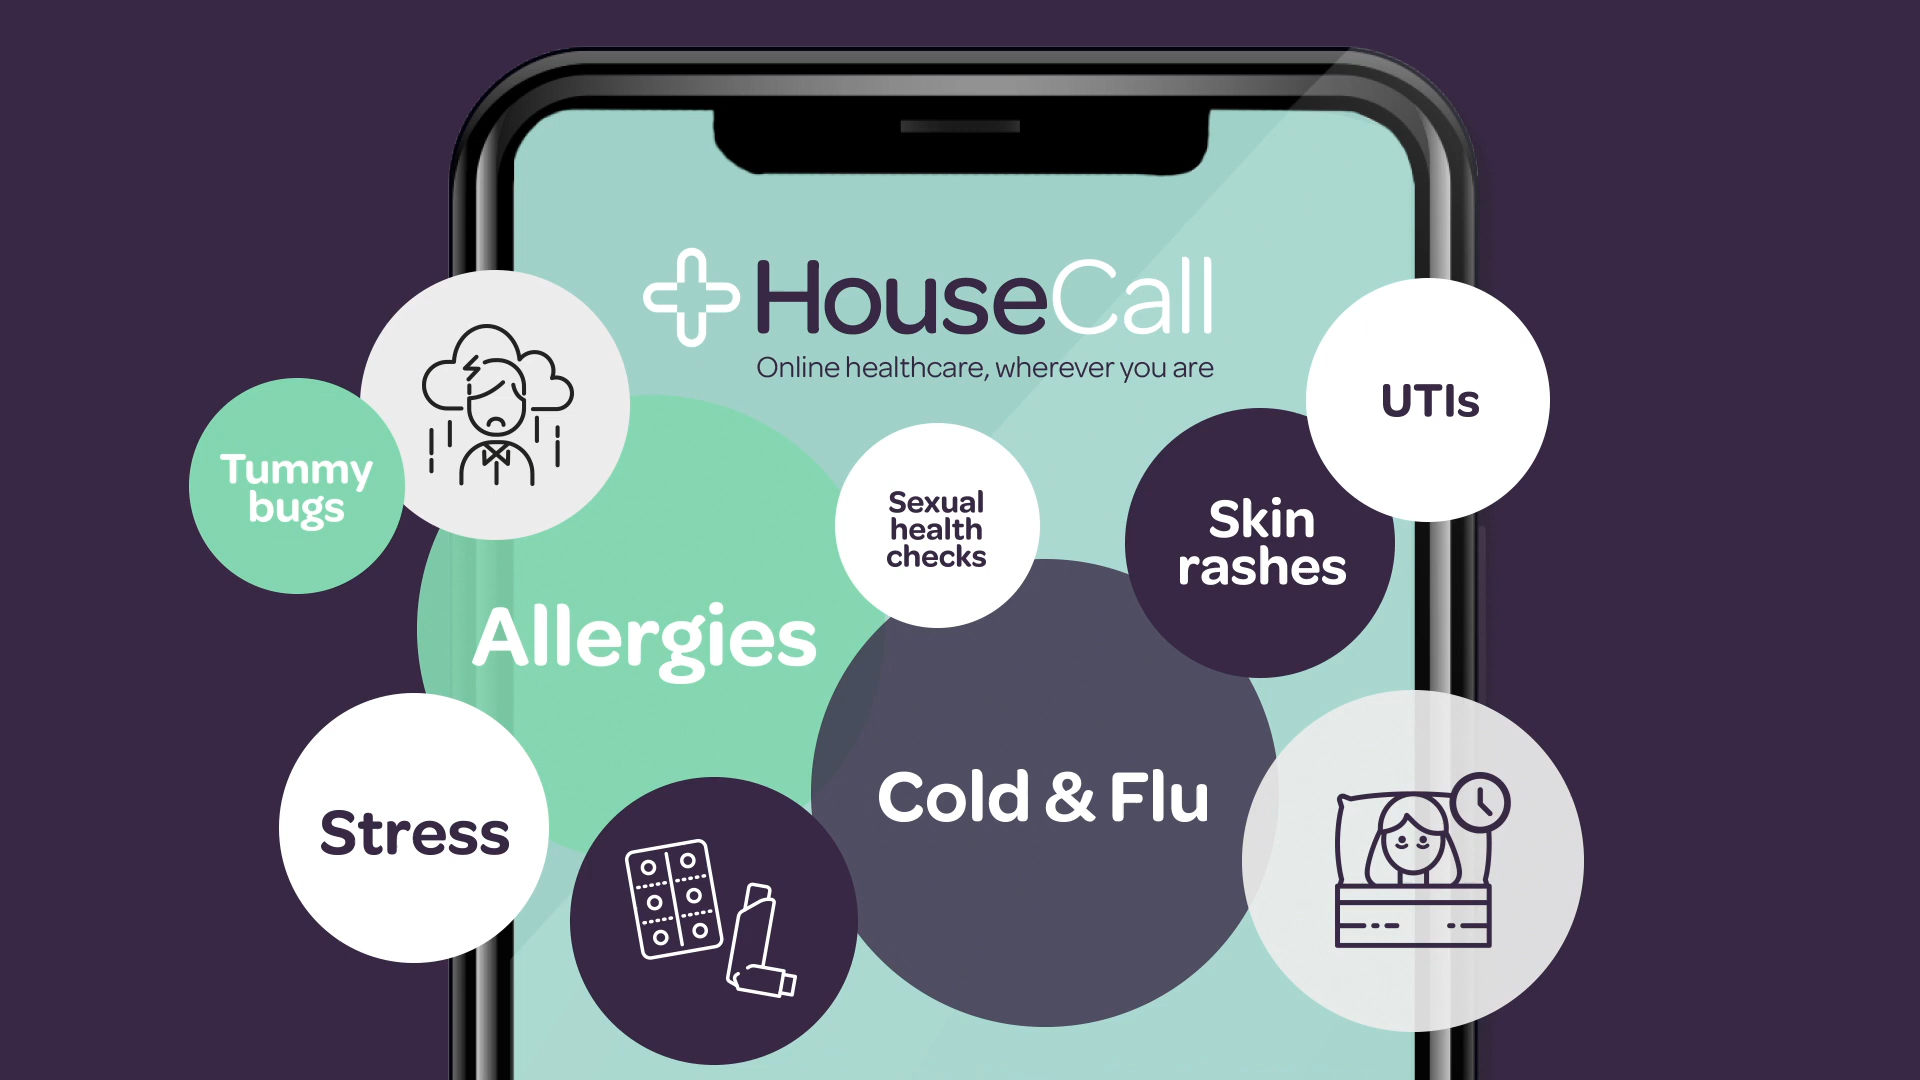 HouseCall
Online healthcare, wherever you are
UTIs
Tummy
bugs
Sexual
health
checks
Skin
rashes
Allergies
Cold & Flu
Stress